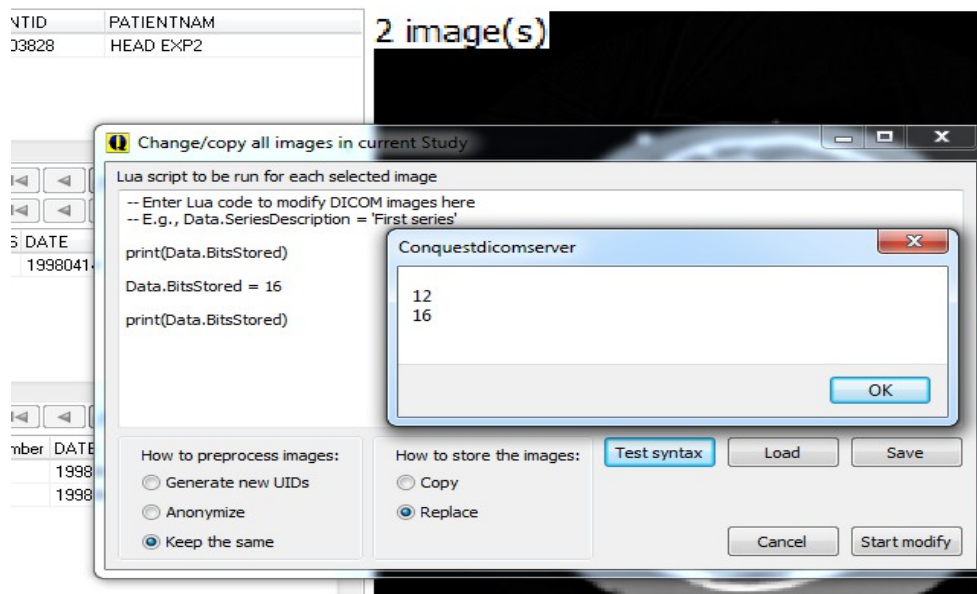 NTID PATIENTNAM
03828 HEAD EXP2
2 image(s)
Change/copy all images in current Study
Lua script to be run for each selected image
-- Enter Lua code to modify DICOM images here
-- E.g., Data.SeriesDescription = 'First series'
print(Data.BitsStored)
Data.BitsStored = 16
print(Data.BitsStored)
S DATE
1998041
Conquestdicomserver
12
16
OK
mber DATE
1998
1998
How to preprocess images:
Generate new UIDs
Anonymize
Keep the same
How to store the images:
Copy
Replace
Test syntax Load Save
Cancel Start modify